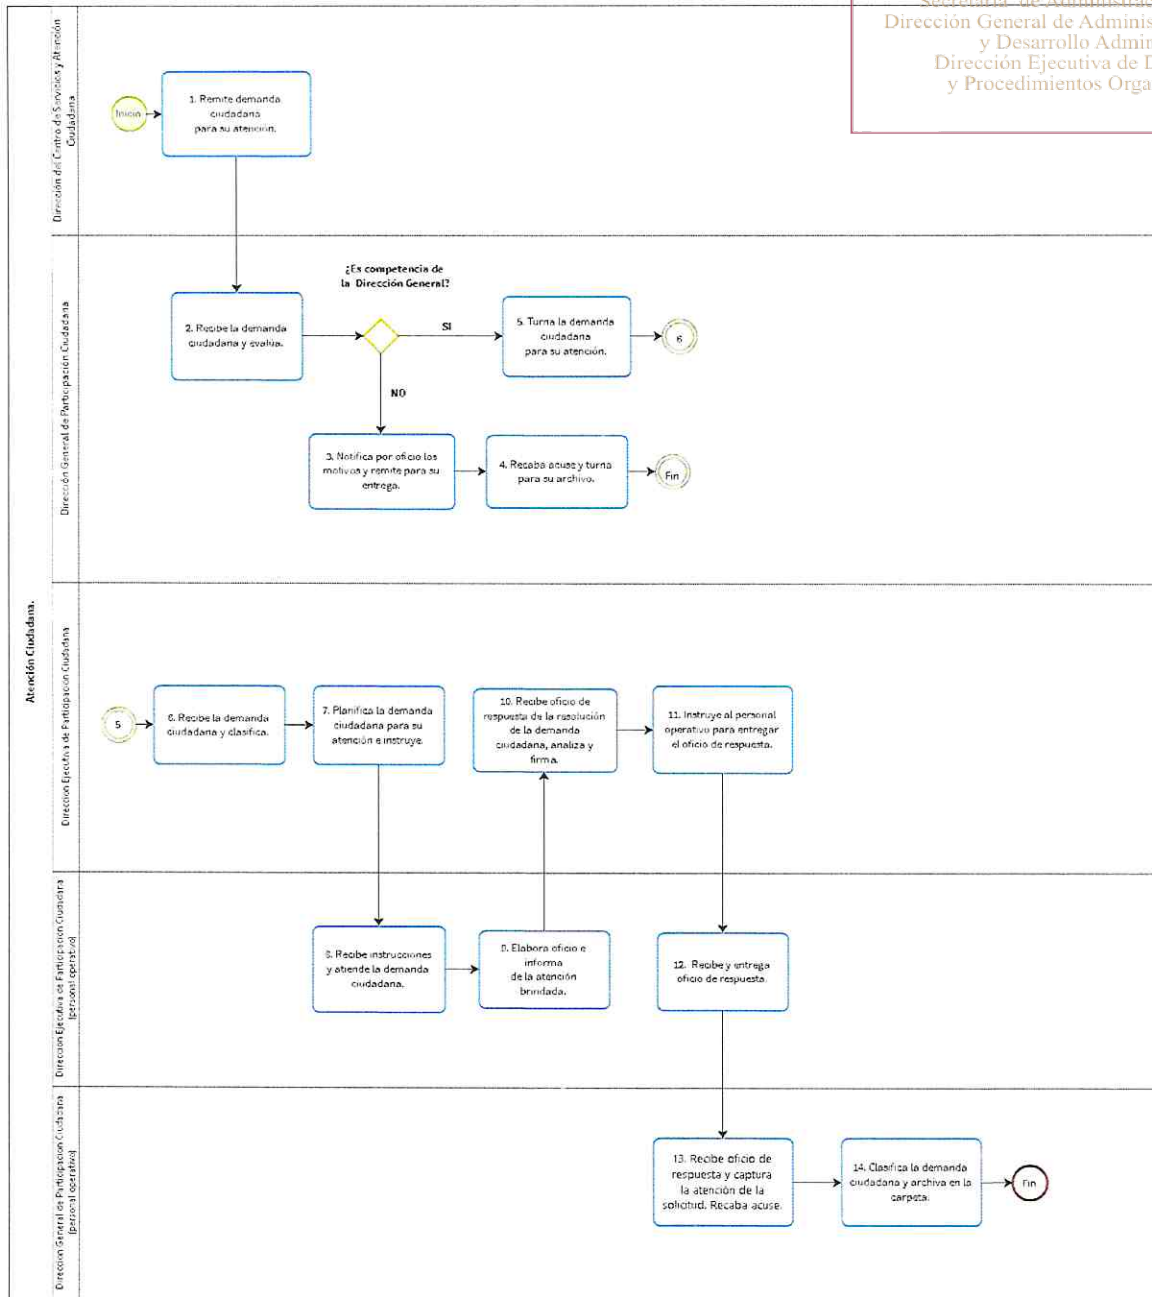 Dirección General de Adminis
y Desarrollo Admin
Dirección Ejecutiva de D
y Procedimientos Orga
Atención Ciudadana.
Dirección del Centro de Servicios y Atención
Ciudadana
Inicio
1. Remite demanda
ciudadana
para su atención.
Dirección General de Participación Ciudadana
2. Recibe la demanda
ciudadana y evalúa.
¿Es competencia de
la Dirección General?
SI
NO
5. Turna la demanda
ciudadana
para su atención.
6
3. Notifica por oficio los
motivos y remite para su
entrega.
4. Recaba acuse y turna
para su archivo.
Fin
Dirección Ejecutiva de Participación Ciudadana
5
6. Recibe la demanda
ciudadana y clasifica.
7. Planifica la demanda
ciudadana para su
atención e instruye.
10. Recibe oficio de
respuesta de la resolución
de la demanda
ciudadana, analiza y
firma.
11. Instruye al personal
operativo para entregar
el oficio de respuesta.
Dirección Ejecutiva de Participación Ciudadana
(personal operativo)
8. Recibe instrucciones
y atiende la demanda
ciudadana.
9. Elabora oficio e
informa
de la atención
brindada.
12. Recibe y entrega
oficio de respuesta.
Dirección General de Participación Ciudadana
(personal operativo)
13. Recibe oficio de
respuesta y captura
la atención de la
solicitud. Recaba acuse.
14. Clasifica la demanda
ciudadana y archiva en la
carpeta.
Fin